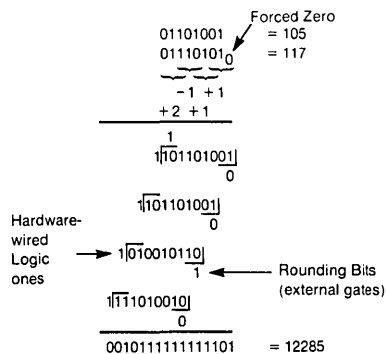 Forced Zero
01101001 = 105
01110101 0 = 117
-1 +1
+2 +1
1
1 101101001
0
1 101101001
0
Hardware-
wired
Logic
ones
1 010010110
1
Rounding Bits
(external gates)
1 111010010
0
0010111111111101 = 12285